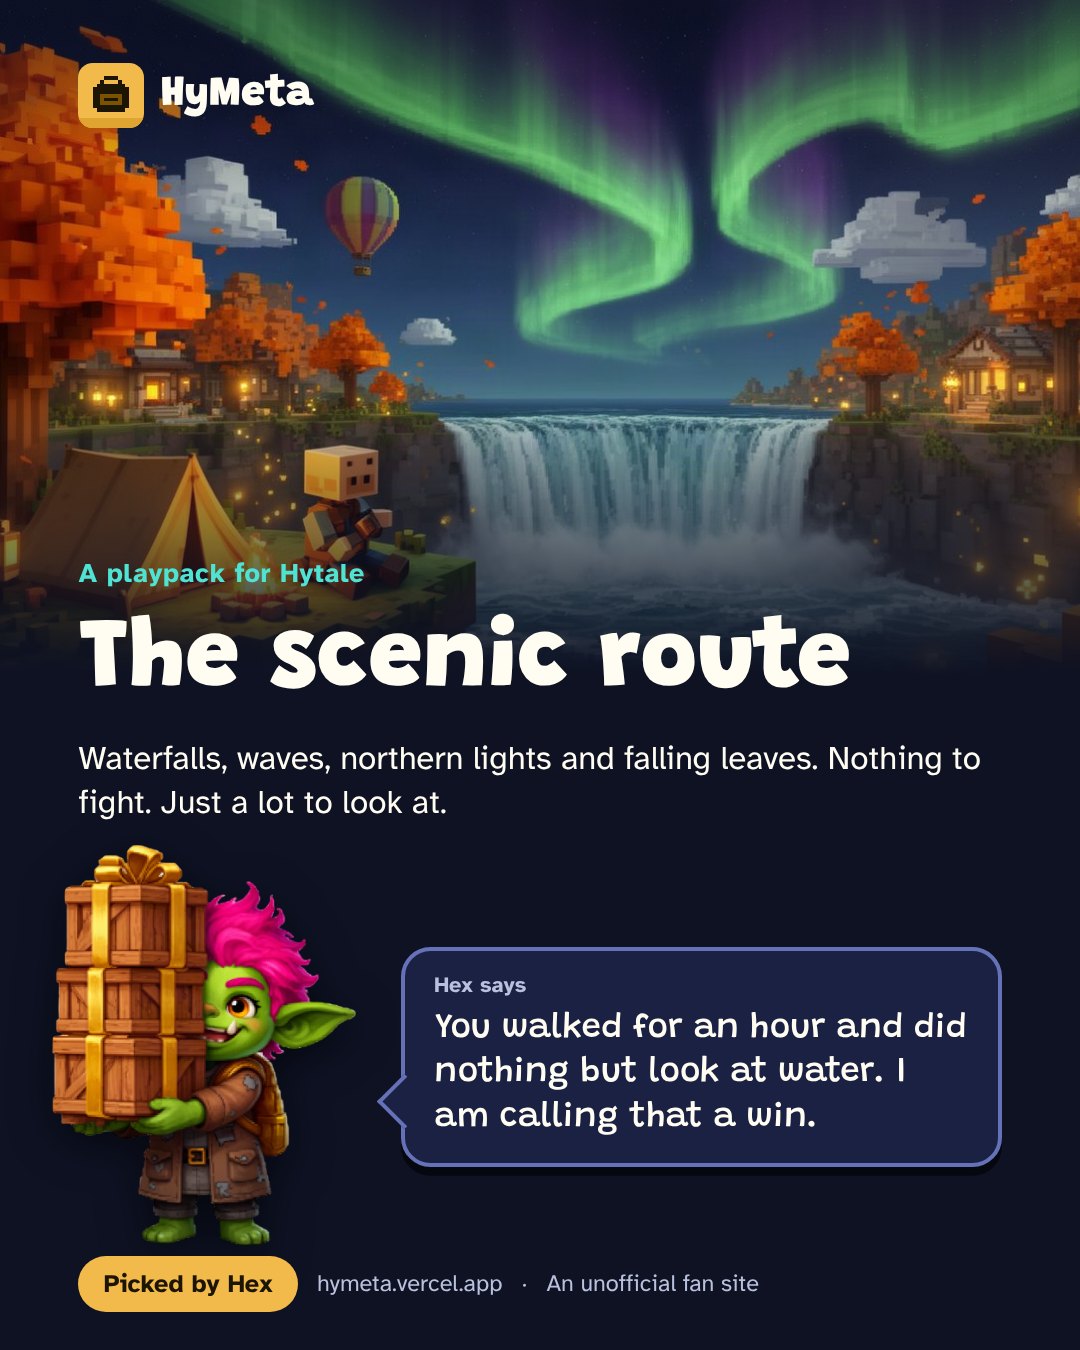 HyMeta
A playpack for Hytale
The scenic route
Waterfalls, waves, northern lights and falling leaves. Nothing to
fight. Just a lot to look at.
Hex says
You walked for an hour and did
nothing but look at water. I
am calling that a win.
Picked by Hex
hymeta.vercel.app · An unofficial fan site